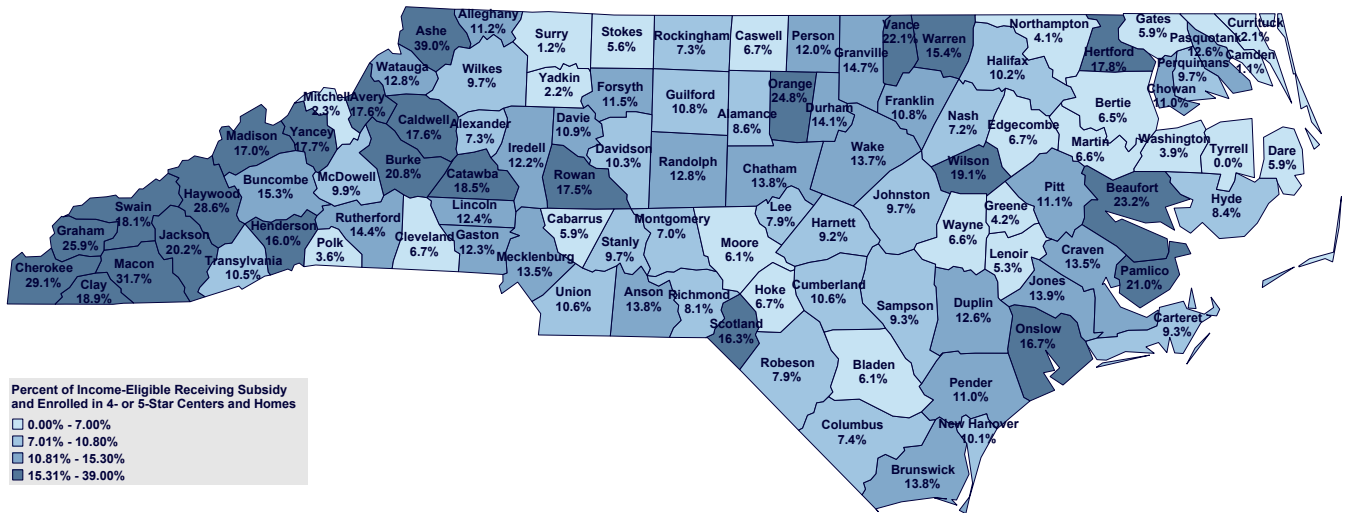 Alleghany
11.2%
Ashe
39.0%
Surry
1.2%
Stokes
5.6%
Rockingham
7.3%
Caswell
6.7%
Person
12.0%
Granville
14.7%
Vance
22.1%
Warren
15.4%
Northampton
4.1%
Gates
5.9%
Currituck
2.1%
Pasquotank
12.6%
Camden
1.1%
Hertford
17.8%
Perquimans
9.7%
Chowan
11.0%
Halifax
10.2%
Watauga
12.8%
Wilkes
9.7%
Yadkin
2.2%
Forsyth
11.5%
Guilford
10.8%
Alamance
8.6%
Orange
24.8%
Durham
14.1%
Franklin
10.8%
Nash
7.2%
Edgecombe
6.7%
Bertie
6.5%
Martin
6.6%
Washington
3.9%
Tyrrell
0.0%
Dare
5.9%
Mitchell
2.3%
Avery
17.6%
Caldwell
17.6%
Alexander
7.3%
Davie
10.9%
Iredell
12.2%
Davidson
10.3%
Randolph
12.8%
Chatham
13.8%
Wake
13.7%
Wilson
19.1%
Pitt
11.1%
Beaufort
23.2%
Hyde
8.4%
Madison
17.0%
Yancey
17.7%
Burke
20.8%
McDowell
9.9%
Catawba
18.5%
Rowan
17.5%
Buncombe
15.3%
Haywood
28.6%
Swain
18.1%
Graham
25.9%
Jackson
20.2%
Henderson
16.0%
Rutherford
14.4%
Polk
3.6%
Cleveland
6.7%
Lincoln
12.4%
Gaston
12.3%
Mecklenburg
13.5%
Cabarrus
5.9%
Stanly
9.7%
Montgomery
7.0%
Moore
6.1%
Lee
7.9%
Harnett
9.2%
Johnston
9.7%
Wayne
6.6%
Greene
4.2%
Lenoir
5.3%
Craven
13.5%
Pamlico
21.0%
Jones
13.9%
Cherokee
29.1%
Clay
18.9%
Macon
31.7%
Transylvania
10.5%
Union
10.6%
Anson
13.8%
Richmond
8.1%
Scotland
16.3%
Hoke
6.7%
Cumberland
10.6%
Sampson
9.3%
Duplin
12.6%
Onslow
16.7%
Carteret
9.3%
Robeson
7.9%
Bladen
6.1%
Pender
11.0%
Columbus
7.4%
New Hanover
10.1%
Brunswick
13.8%
Percent of Income-Eligible Receiving Subsidy
and Enrolled in 4- or 5-Star Centers and Homes
0.00% - 7.00%
7.01% - 10.80%
10.81% - 15.30%
15.31% - 39.00%